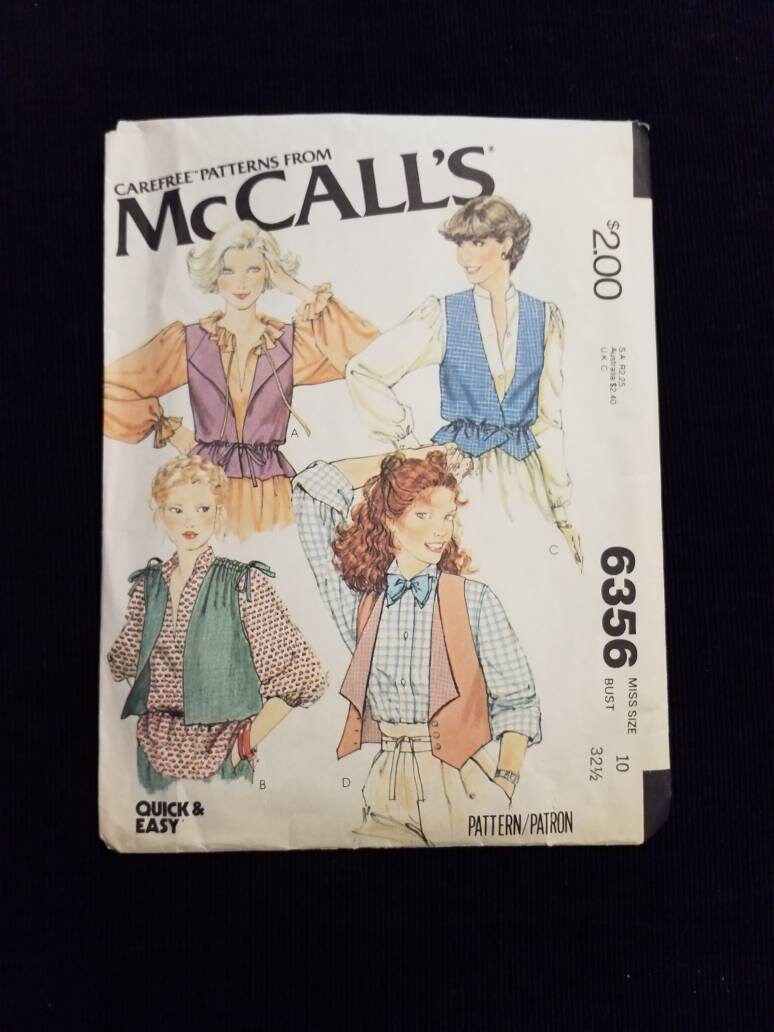 CAREFREE™ PATTERNS FROM
McCALL'S®
$2.00
S.A. R2.25
Australia $2.40
U.K. C
A
C
B
D
6356
MISS SIZE 10
BUST 32½
QUICK &
EASY
PATTERN/PATRON